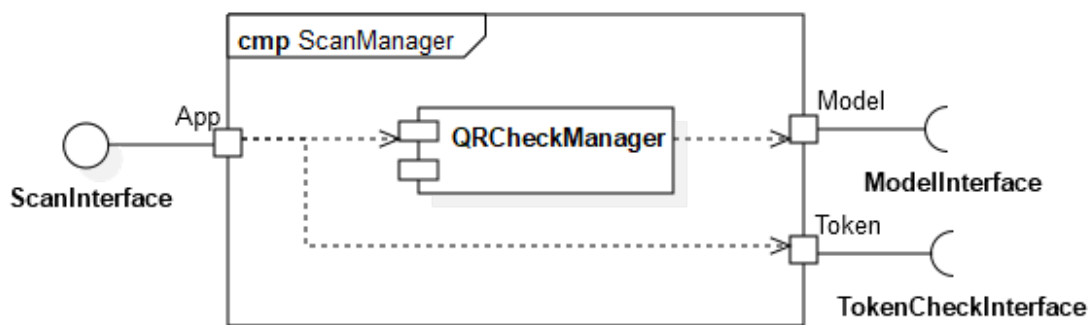 cmp ScanManager
App
Model
QRCheckManager
ScanInterface
ModelInterface
Token
TokenCheckInterface